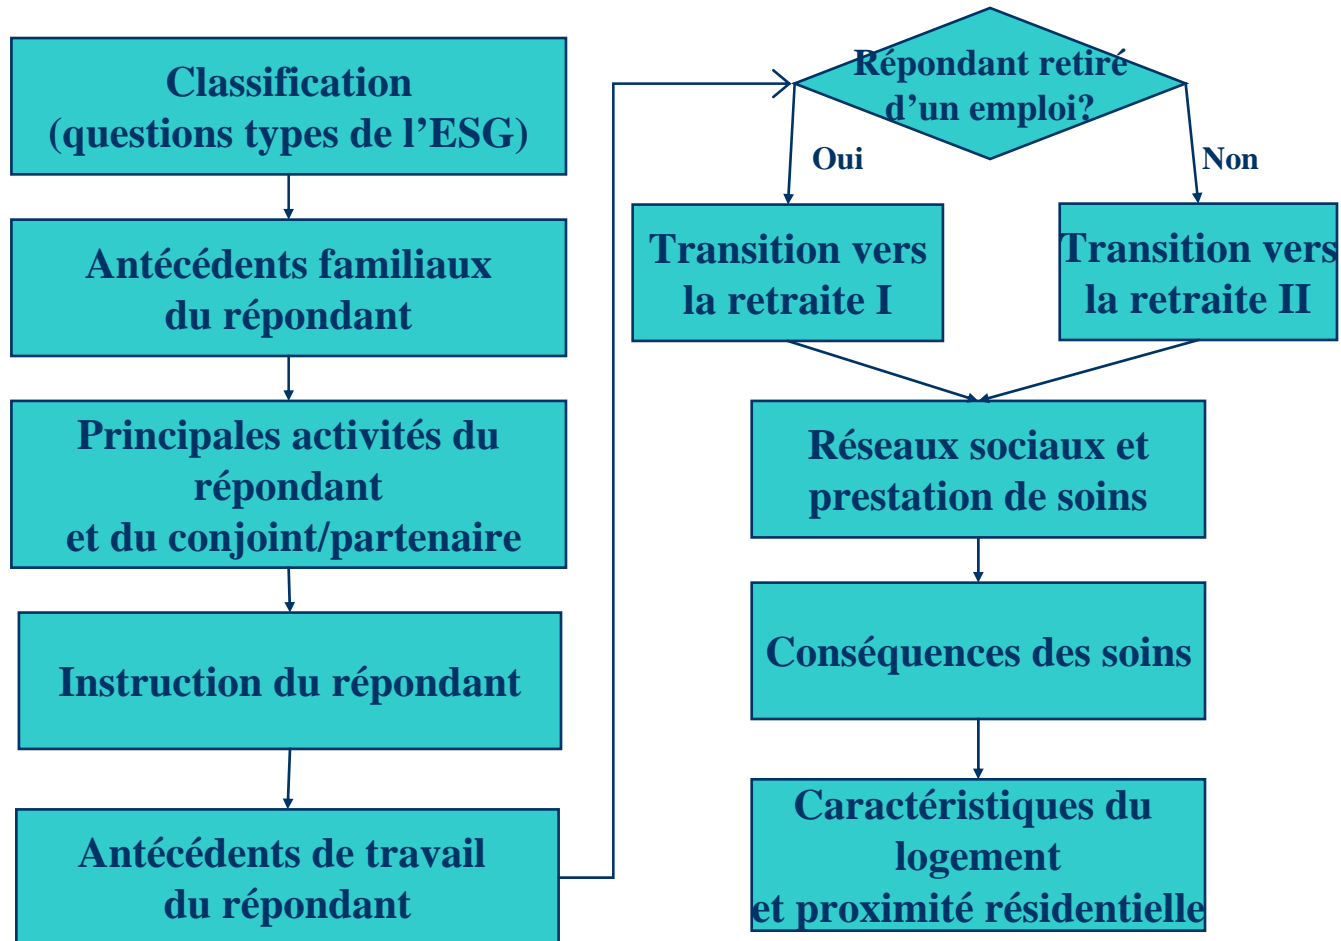 Classification
(questions types de l’ESG)
Antécédents familiaux
du répondant
Principales activités du
répondant
et du conjoint/partenaire
Instruction du répondant
Antécédents de travail
du répondant
Répondant retiré
d’un emploi?
Oui
Non
Transition vers
la retraite I
Transition vers
la retraite II
Réseaux sociaux et
prestation de soins
Conséquences des soins
Caractéristiques du
logement
et proximité résidentielle